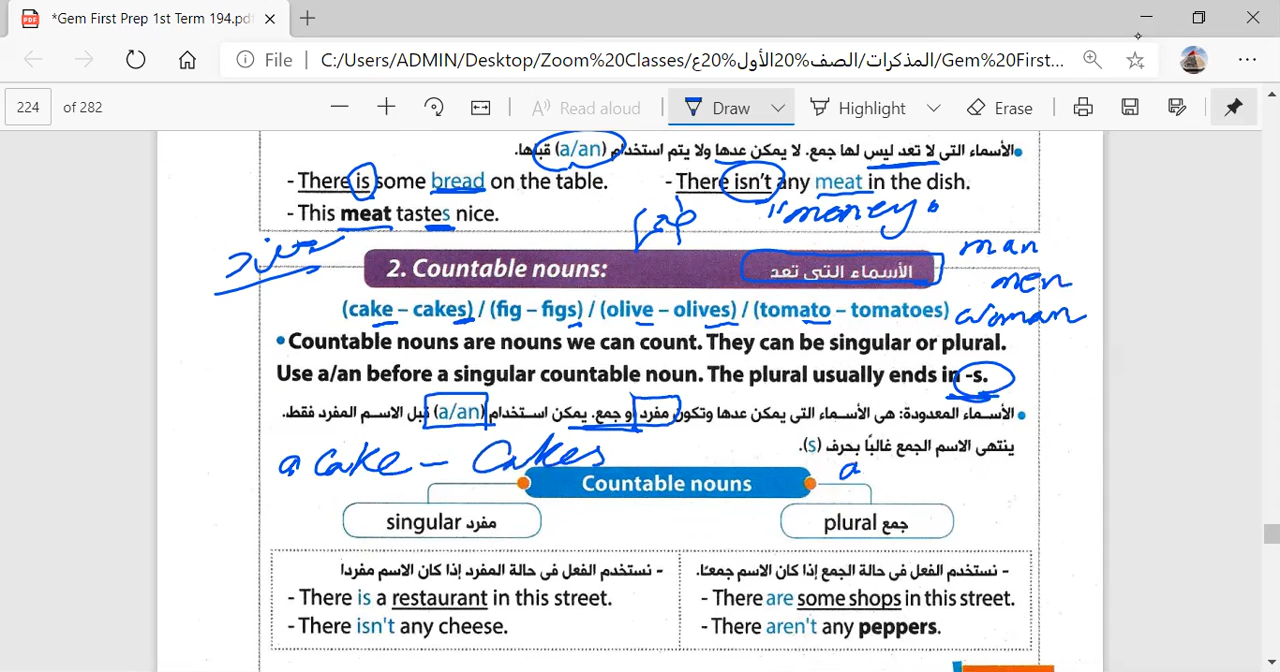 *Gem First Prep 1st Term 194.pdf
File C:/Users/ADMIN/Desktop/Zoom%20Classes/المذكرات/الصف%20الأول%20ع/Gem%20First...
224 of 282 Read aloud Draw Highlight Erase
•الأسماء التى لا تعد ليس لها جمع. لا يمكن عدها ولا يتم استخدام (a/an) قبلها.
- There is some bread on the table. - There isn't any meat in the dish.
- This meat tastes nice.
"money"
man
men
woman
2. Countable nouns: الأسماء التى تعد
(cake – cakes) / (fig – figs) / (olive – olives) / (tomato – tomatoes)
• Countable nouns are nouns we can count. They can be singular or plural.
Use a/an before a singular countable noun. The plural usually ends in -s.
• الأسماء المعدودة: هى الأسماء التى يمكن عدها وتكون مفرد و جمع. يمكن استخدام (a/an) قبل الاسم المفرد فقط.
ينتهى الاسم الجمع غالبًا بحرف (s).
a cake – Cakes
a
Countable nouns
singular مفرد
plural جمع
- نستخدم الفعل فى حالة المفرد إذا كان الاسم مفردا
- There is a restaurant in this street.
- There isn't any cheese.
- نستخدم الفعل فى حالة الجمع إذا كان الاسم جمعًا.
- There are some shops in this street.
- There aren't any peppers.